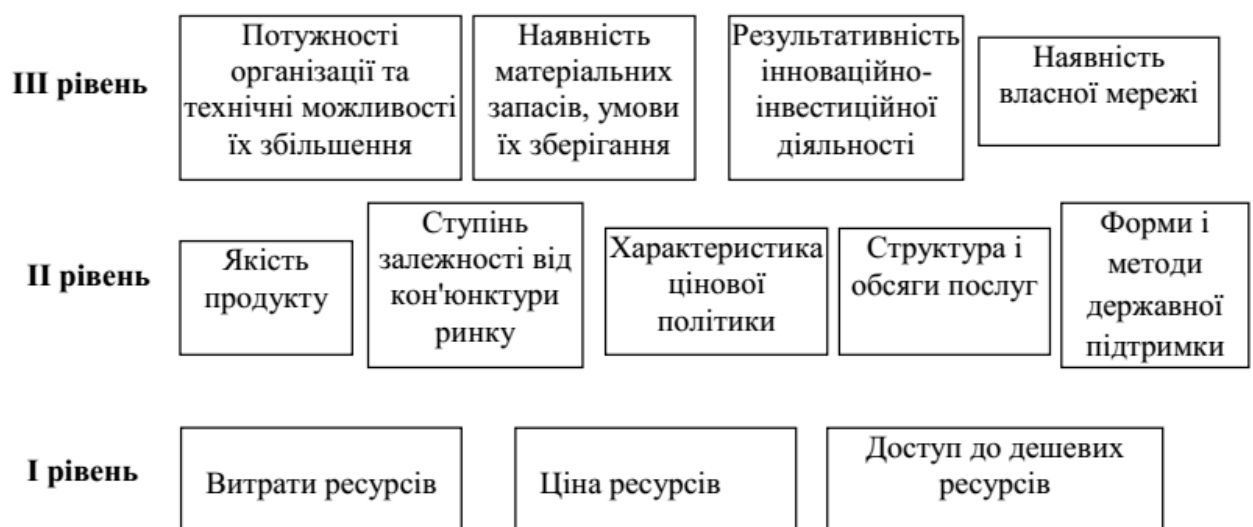 III рівень
Потужності
організації та
технічні можливості
їх збільшення
Наявність
матеріальних
запасів, умови
їх зберігання
Результативність
інноваційно-
інвестиційної
діяльності
Наявність
власної мережі
II рівень
Якість
продукту
Ступінь
залежності від
кон'юнктури
ринку
Характеристика
цінової
політики
Структура і
обсяги послуг
Форми і
методи
державної
підтримки
I рівень
Витрати ресурсів
Ціна ресурсів
Доступ до дешевих
ресурсів